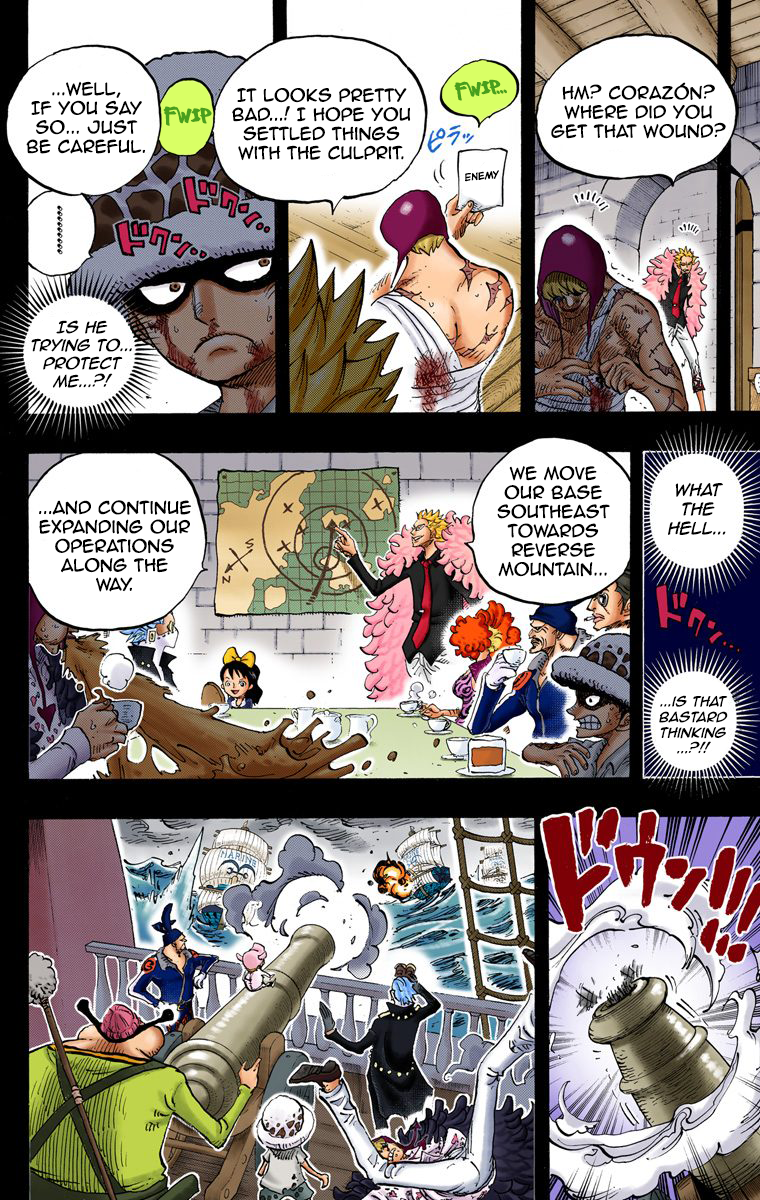 HM? CORAZÓN?
WHERE DID YOU
GET THAT WOUND?
FWIP...
ピラッ
ENEMY
IT LOOKS PRETTY
BAD...! I HOPE YOU
SETTLED THINGS
WITH THE CULPRIT.
FWIP
...WELL,
IF YOU SAY
SO... JUST
BE CAREFUL.
ドクン..
ドクン..
IS HE
TRYING TO...
PROTECT
ME....?!
WHAT
THE
HELL...
ドクン...
...IS THAT
BASTARD
THINKING
....?!!
WE MOVE
OUR BASE
SOUTHEAST
TOWARDS
REVERSE
MOUNTAIN...
N
S
...AND CONTINUE
EXPANDING OUR
OPERATIONS
ALONG THE
WAY.
ドウン!!!
MARINE